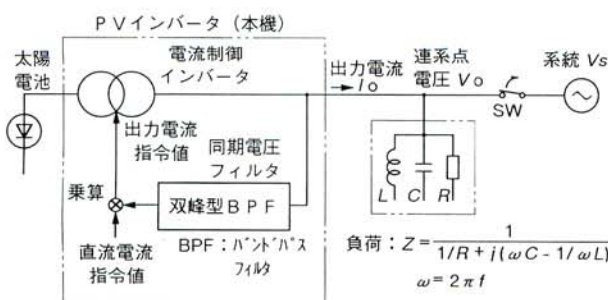 PVインバータ（本機）
太陽
電池
電流制御
インバータ
出力電流
指令値
乗算
直流電流
指令値
同期電圧
フィルタ
双峰型BPF
BPF：バンドパス
フィルタ
出力電流
Io
連系点
電圧 Vo
系統 Vs
SW
L C R
負荷：Z = 1 / 1/R + j(ωC - 1/ωL)
ω = 2πf